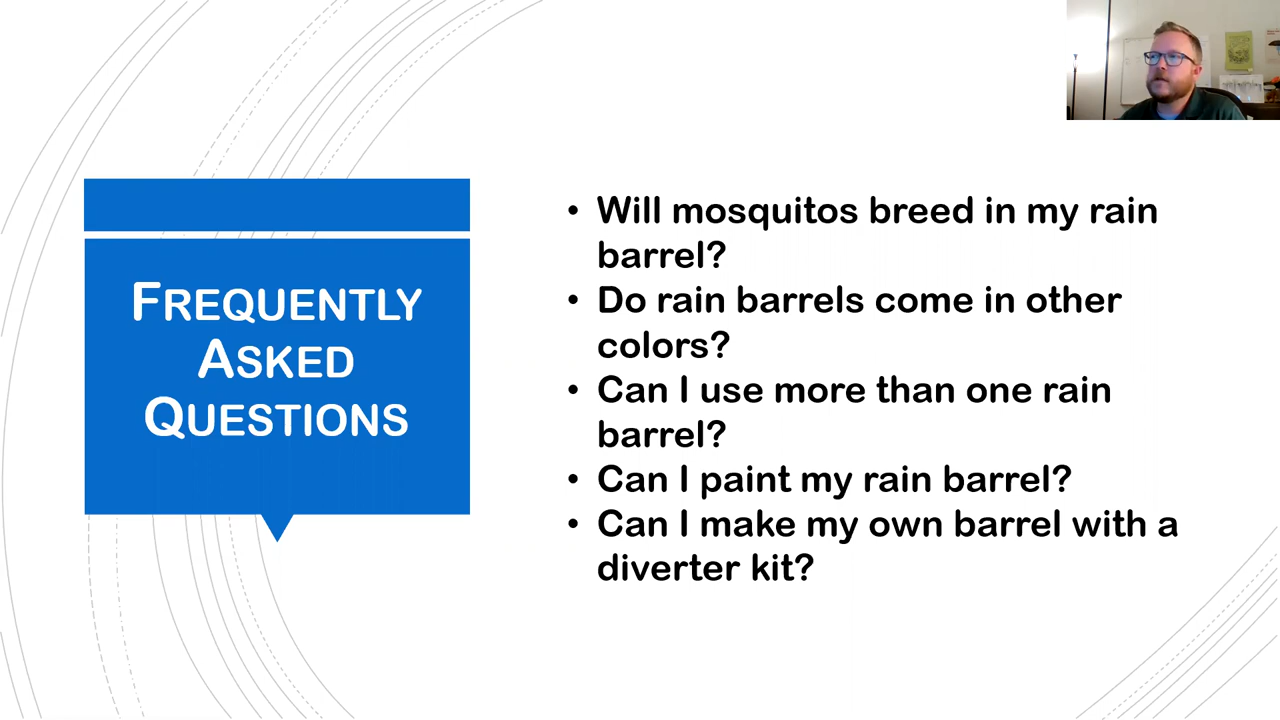 FREQUENTLY
ASKED
QUESTIONS
• Will mosquitos breed in my rain
barrel?
• Do rain barrels come in other
colors?
• Can I use more than one rain
barrel?
• Can I paint my rain barrel?
• Can I make my own barrel with a
diverter kit?